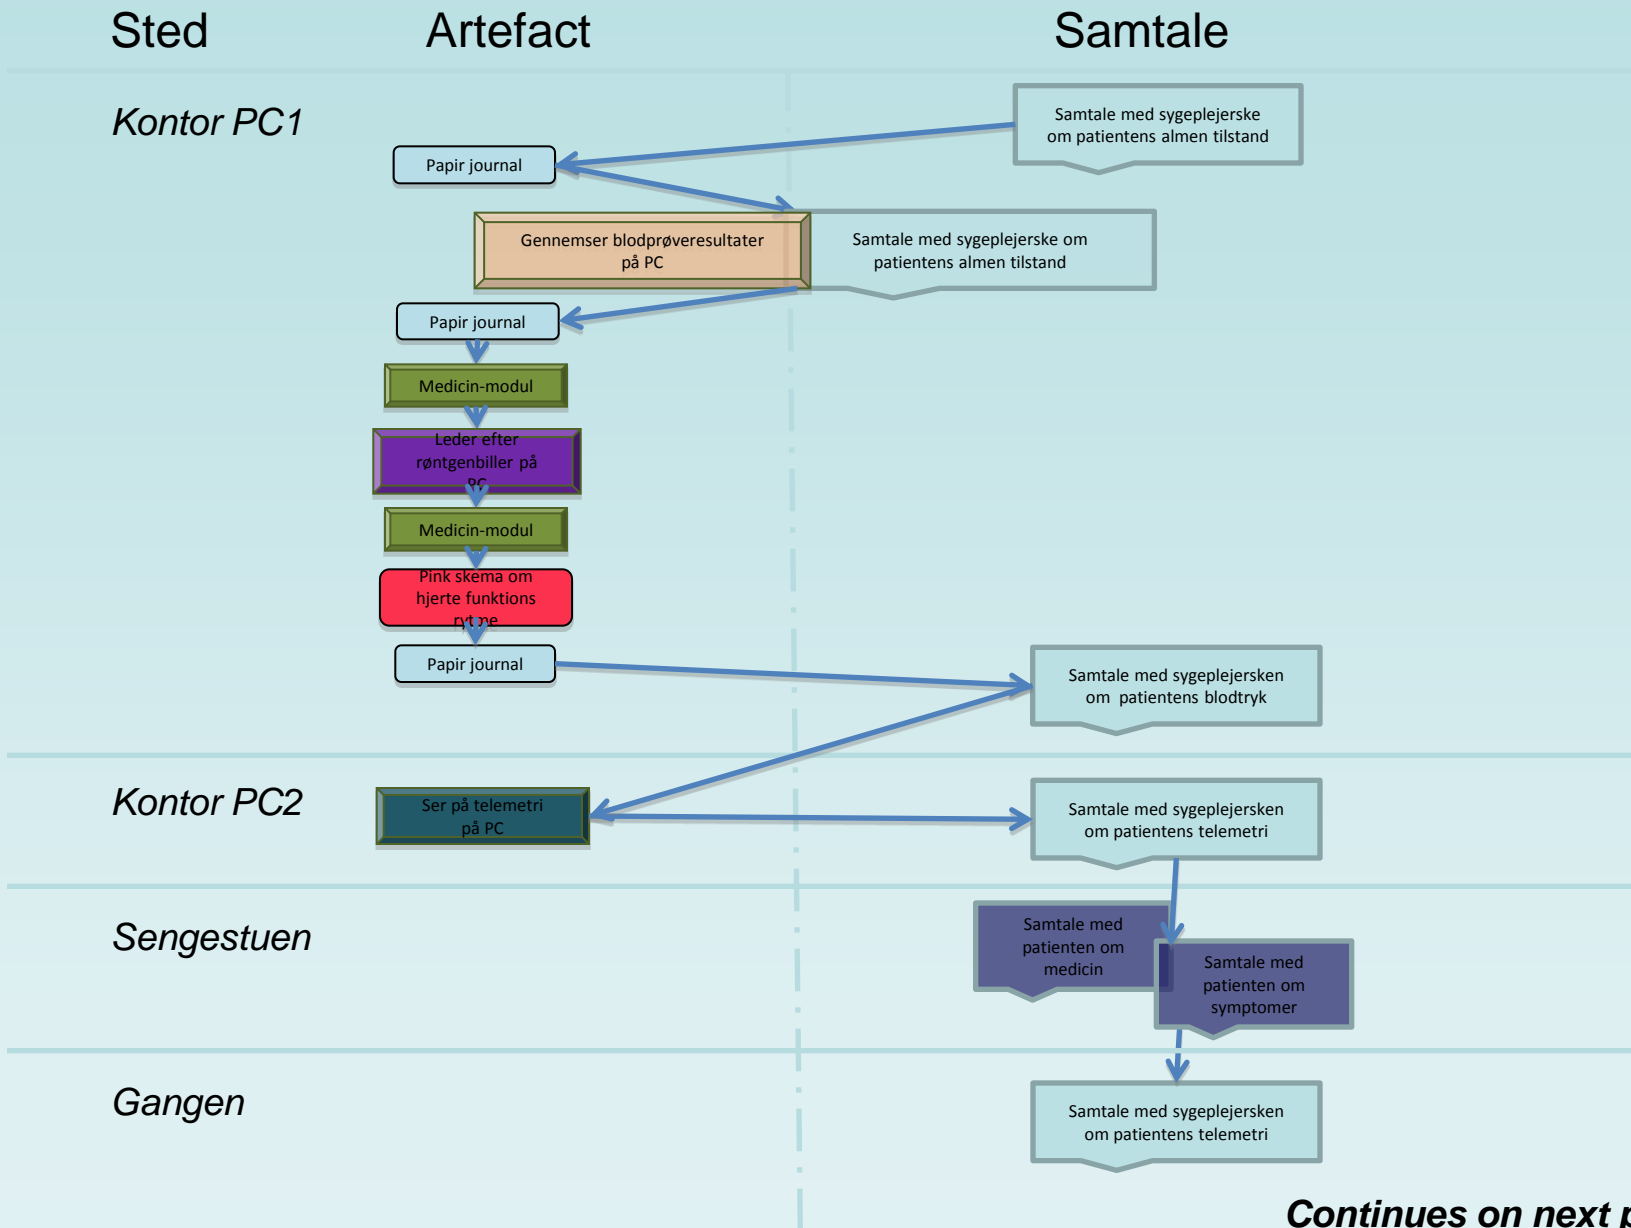 Sted Artefact Samtale
Kontor PC1
Samtale med sygeplejerske
om patientens almen tilstand
Papir journal
Gennemser blodprøveresultater
på PC
Samtale med sygeplejerske om
patientens almen tilstand
Papir journal
Medicin-modul
Leder efter
røntgenbiller på
PC
Medicin-modul
Pink skema om
hjerte funktions
rytme
Papir journal
Samtale med sygeplejersken
om patientens blodtryk
Kontor PC2
Ser på telemetri
på PC
Samtale med sygeplejersken
om patientens telemetri
Sengestuen
Samtale med
patienten om
medicin
Samtale med
patienten om
symptomer
Gangen
Samtale med sygeplejersken
om patientens telemetri
Continues on next p